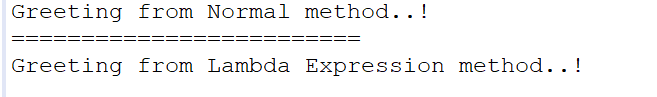 Greeting from Normal method..!
=========================
Greeting from Lambda Expression method..!